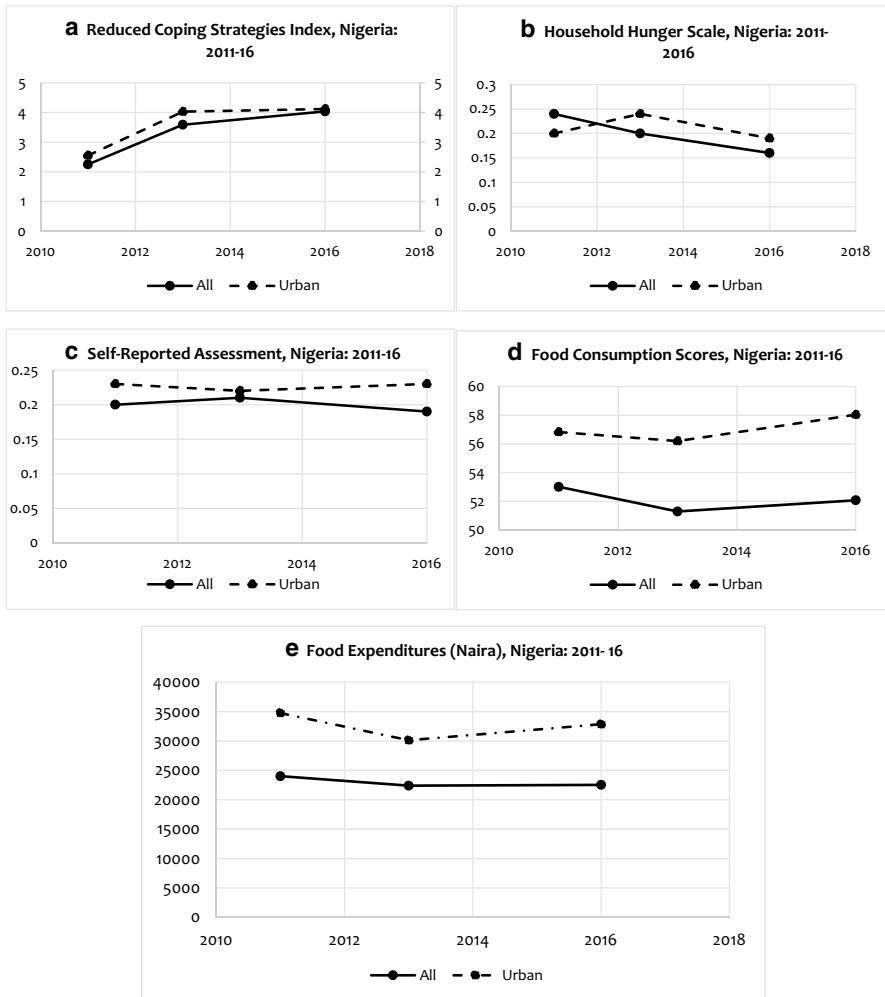 a Reduced Coping Strategies Index, Nigeria:
2011-16
5
4
3
2
1
0
5
4
3
2
1
0
2010 2012 2014 2016 2018
All Urban
b Household Hunger Scale, Nigeria: 2011-
2016
0.3
0.25
0.2
0.15
0.1
0.05
0
2010 2012 2014 2016 2018
All Urban
c Self-Reported Assessment, Nigeria: 2011-16
0.25
0.2
0.15
0.1
0.05
0
2010 2012 2014 2016
All Urban
d Food Consumption Scores, Nigeria: 2011-16
60
58
56
54
52
50
2010 2012 2014 2016
All Urban
e Food Expenditures (Naira), Nigeria: 2011- 16
40000
35000
30000
25000
20000
15000
10000
5000
0
2010 2012 2014 2016 2018
All Urban